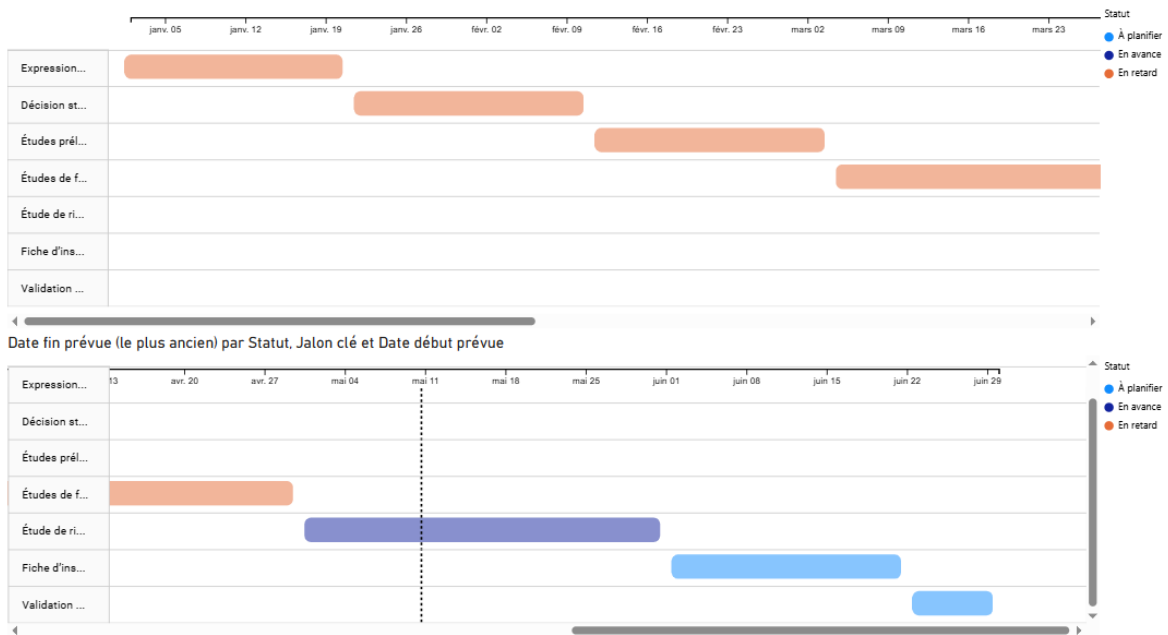 janv. 05 janv. 12 janv. 19 janv. 26 févr. 02 févr. 09 févr. 16 févr. 23 mars 02 mars 09 mars 16 mars 23
Statut
À planifier
En avance
En retard
Expression...
Décision st...
Études prél...
Études de f...
Étude de ri...
Fiche d'ins...
Validation ...
Date fin prévue (le plus ancien) par Statut, Jalon clé et Date début prévue
13 avr. 20 avr. 27 mai 04 mai 11 mai 18 mai 25 juin 01 juin 08 juin 15 juin 22 juin 29
Statut
À planifier
En avance
En retard
Expression...
Décision st...
Études prél...
Études de f...
Étude de ri...
Fiche d'ins...
Validation ...